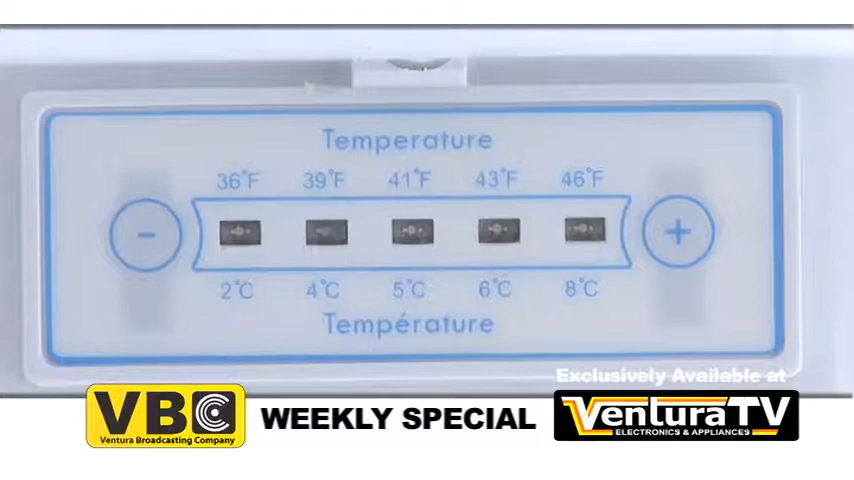 Temperature
36°F 39°F 41°F 43°F 46°F
- +
2°C 4°C 5°C 6°C 8°C
Température
Exclusively Available at
VBC WEEKLY SPECIAL VenturaTV
Ventura Broadcasting Company ELECTRONICS & APPLIANCES